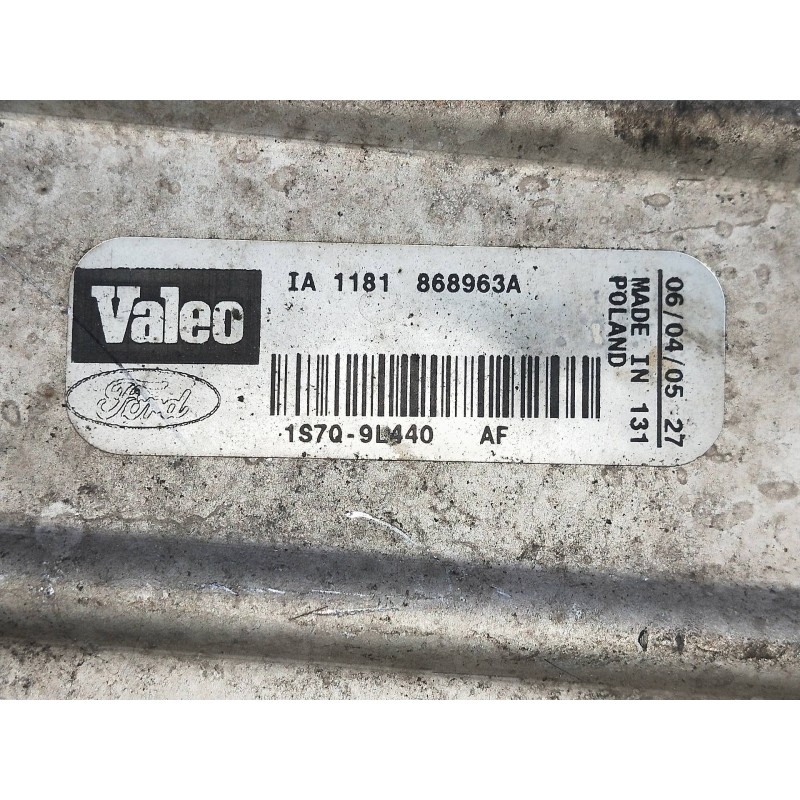 Valeo
IA 1181 868963A
Ford
1S7Q-9L440 AF
06/04/05 27
MADE IN 131
POLAND